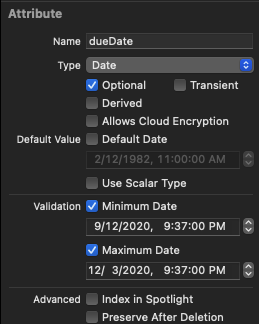 Attribute
Name dueDate
Type Date
Optional Transient
Derived
Allows Cloud Encryption
Default Value Default Date
2/12/1982, 11:00:00 AM
Use Scalar Type
Validation Minimum Date
9/12/2020, 9:37:00 PM
Maximum Date
12/ 3/2020, 9:37:00 PM
Advanced Index in Spotlight
Preserve After Deletion